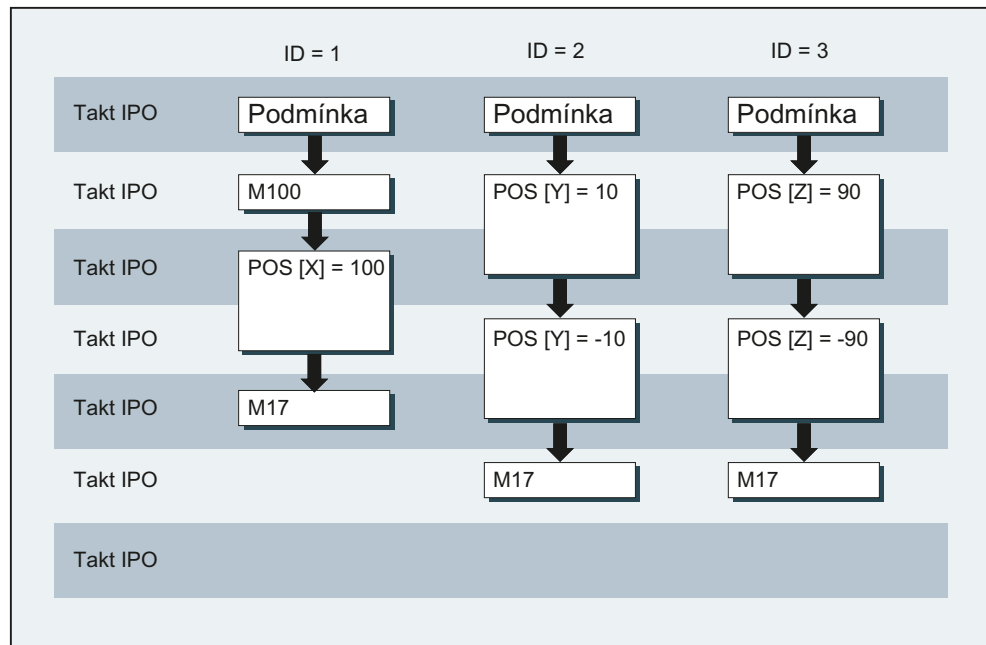 ID = 1 ID = 2 ID = 3
Takt IPO Podmínka Podmínka Podmínka
Takt IPO M100 POS [Y] = 10 POS [Z] = 90
Takt IPO POS [X] = 100
Takt IPO POS [Y] = -10 POS [Z] = -90
Takt IPO M17
Takt IPO M17 M17
Takt IPO